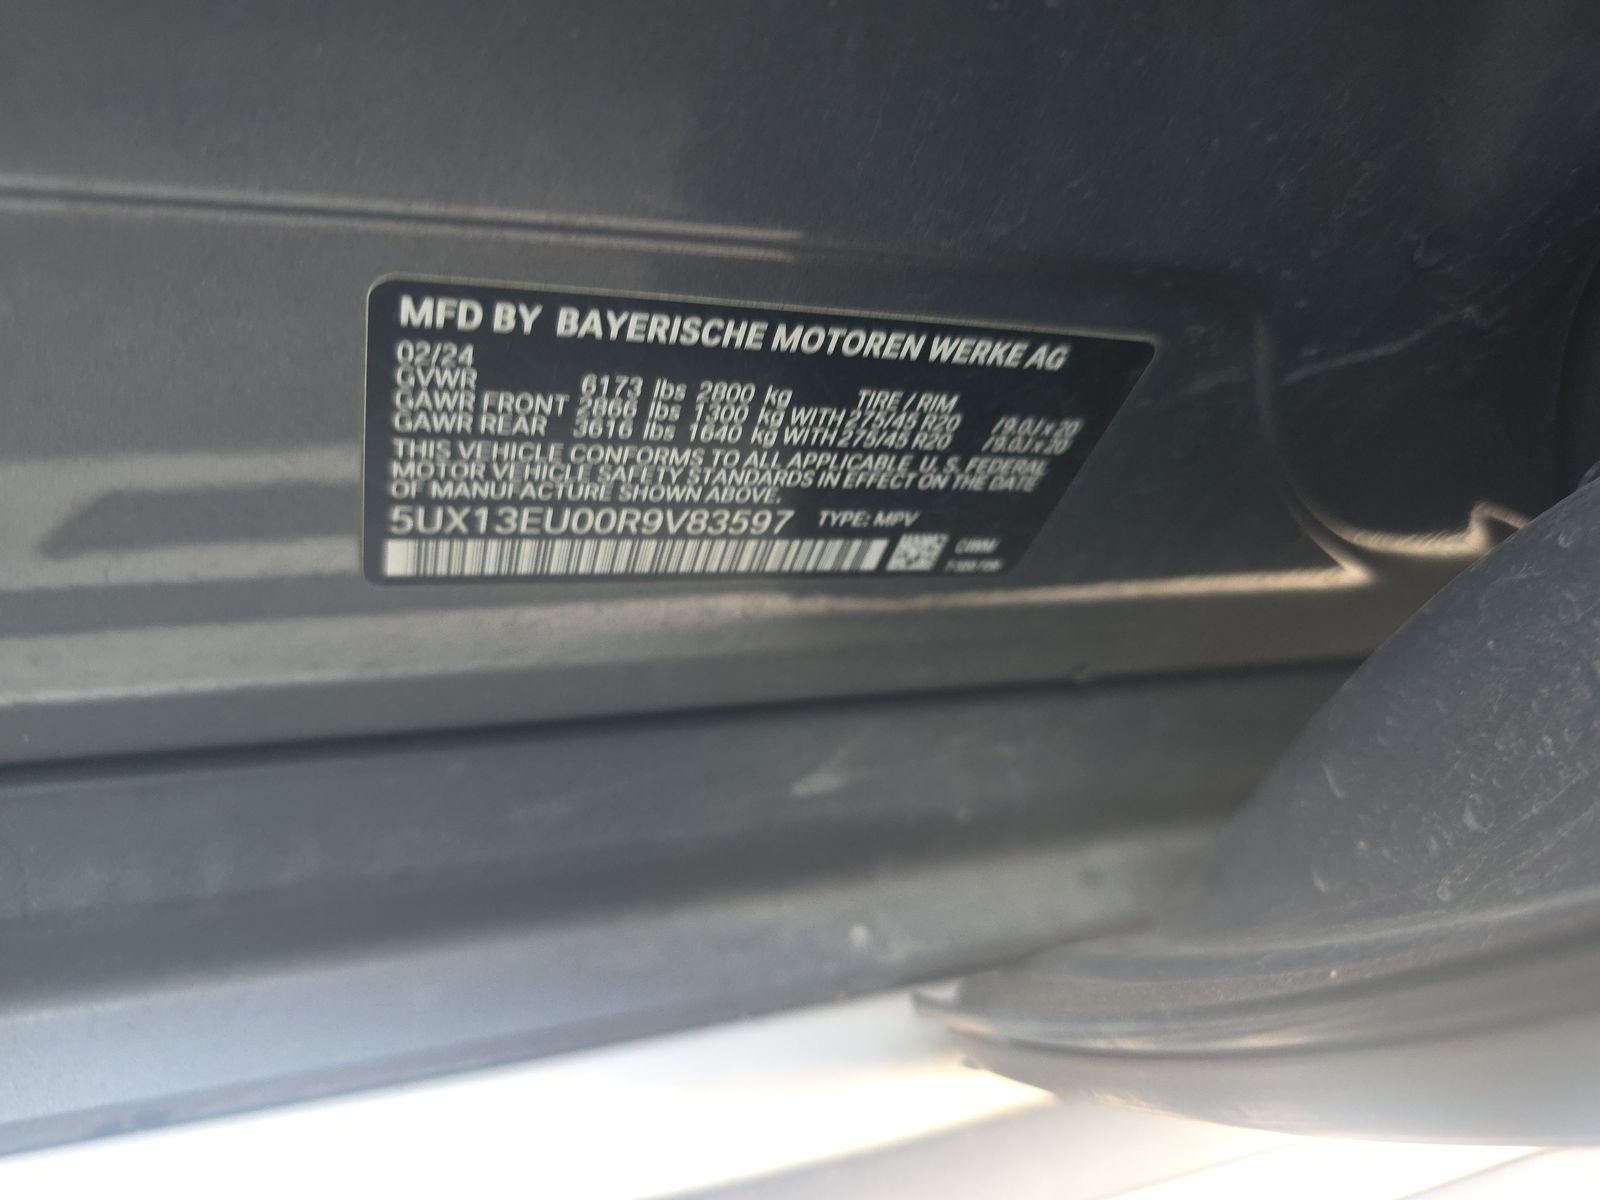 MFD BY BAYERISCHE MOTOREN WERKE AG
02/24
GVWR 6173 lbs 2800 kg TIRE / RIM
GAWR FRONT 2866 lbs 1300 kg WITH 275/45 R20 /9.0J x 20
GAWR REAR 3616 lbs 1640 kg WITH 275/45 R20 /9.0J x 20
THIS VEHICLE CONFORMS TO ALL APPLICABLE U. S. FEDERAL
MOTOR VEHICLE SAFETY STANDARDS IN EFFECT ON THE DATE
OF MANUFACTURE SHOWN ABOVE.
5UX13EU00R9V83597 TYPE: MPV